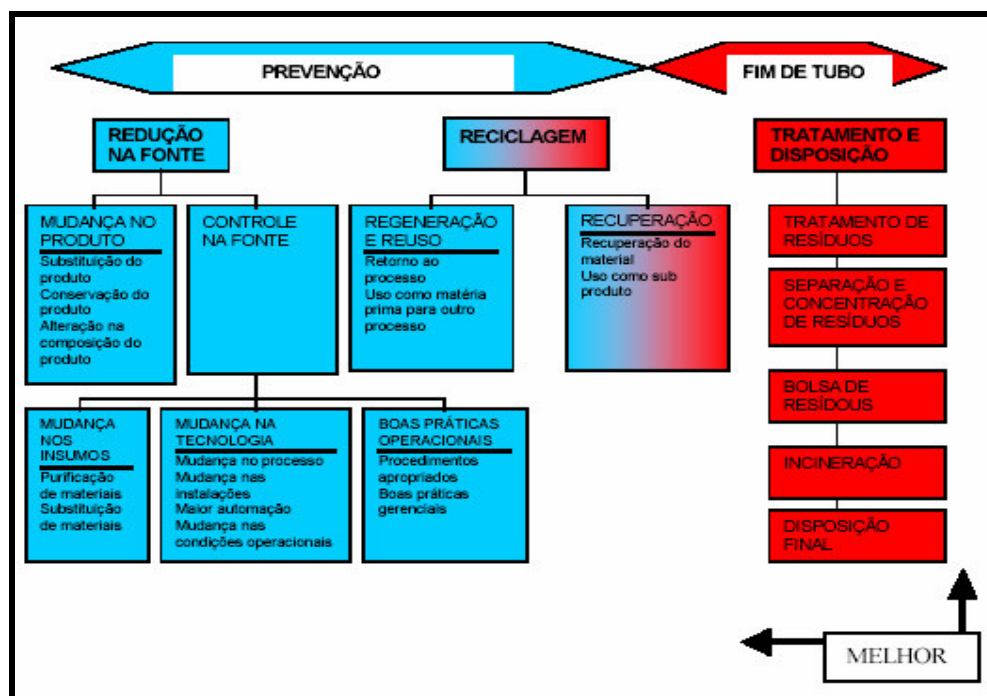 PREVENÇÃO
FIM DE TUBO
REDUÇÃO
NA FONTE
RECICLAGEM
TRATAMENTO E
DISPOSIÇÃO
MUDANÇA NO
PRODUTO
Substituição do
produto
Conservação do
produto
Alteração na
composição do
produto
CONTROLE
NA FONTE
REGENERAÇÃO
E REUSO
Retorno ao
processo
Uso como matéria
prima para outro
processo
RECUPERAÇÃO
Recuperação do
material
Uso como sub
produto
TRATAMENTO DE
RESÍDUOS
SEPARAÇÃO E
CONCENTRAÇÃO
DE RESÍDUOS
BOLSA DE
RESÍDOUS
INCINERAÇÃO
DISPOSIÇÃO
FINAL
MUDANÇA
NOS
INSUMOS
Purificação
de materiais
Substituição
de materiais
MUDANÇA NA
TECNOLOGIA
Mudança no processo
Mudança nas
instalações
Maior automação
Mudança nas
condições operacionais
BOAS PRÁTICAS
OPERACIONAIS
Procedimentos
apropriados
Boas práticas
gerenciais
MELHOR